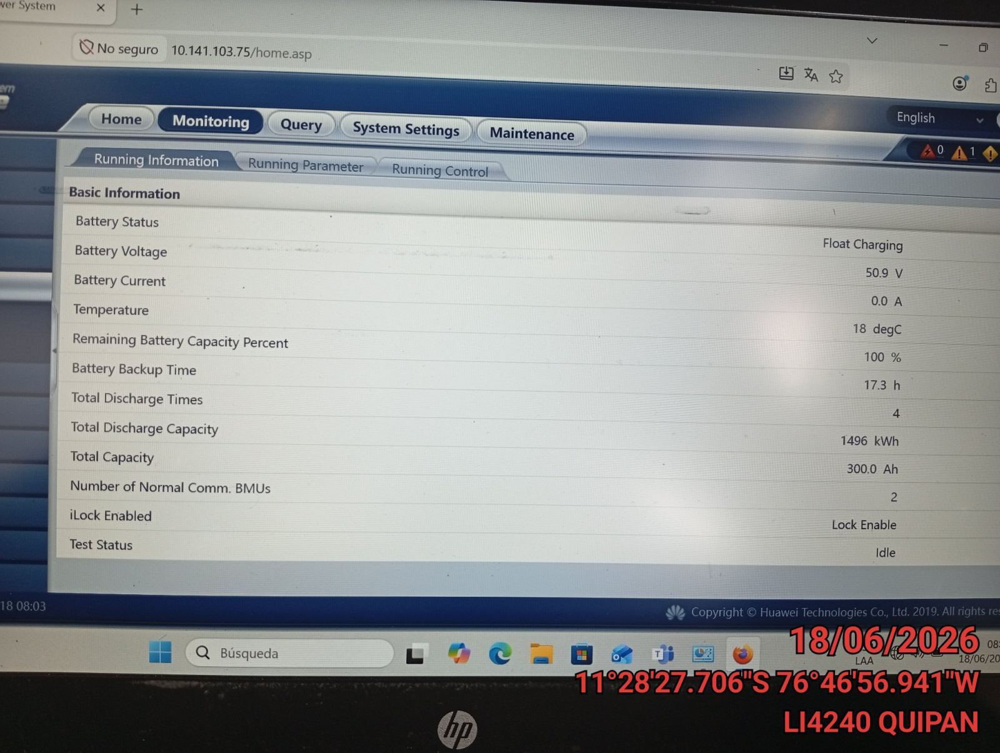 wer System
No seguro 10.141.103.75/home.asp
em
Home Monitoring Query System Settings Maintenance
English
0 1
Running Information Running Parameter Running Control
Basic Information
Battery Status Float Charging
Battery Voltage 50.9 V
Battery Current 0.0 A
Temperature 18 degC
Remaining Battery Capacity Percent 100 %
Battery Backup Time 17.3 h
Total Discharge Times 4
Total Discharge Capacity 1496 kWh
Total Capacity 300.0 Ah
Number of Normal Comm. BMUs 2
iLock Enabled Lock Enable
Test Status Idle
18 08:03
Copyright © Huawei Technologies Co., Ltd. 2019. All rights res
Búsqueda
LAA
08:
18/06/20
18/06/2026
11°28'27.706"S 76°46'56.941"W
LI4240 QUIPAN
hp